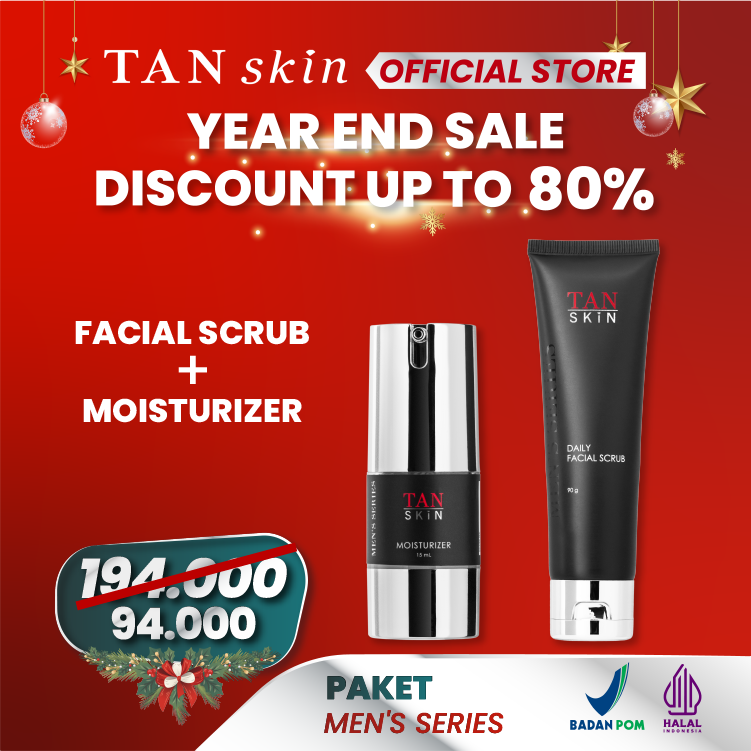 TAN skin OFFICIAL STORE
YEAR END SALE
DISCOUNT UP TO 80%
FACIAL SCRUB
+
MOISTURIZER
TAN
SKiN
DAILY
FACIAL SCRUB
90 g
MEN'S SERIES
TAN
SKiN
MOISTURIZER
15 mL
194.000
94.000
PAKET
MEN'S SERIES
BADAN POM
HALAL
INDONESIA